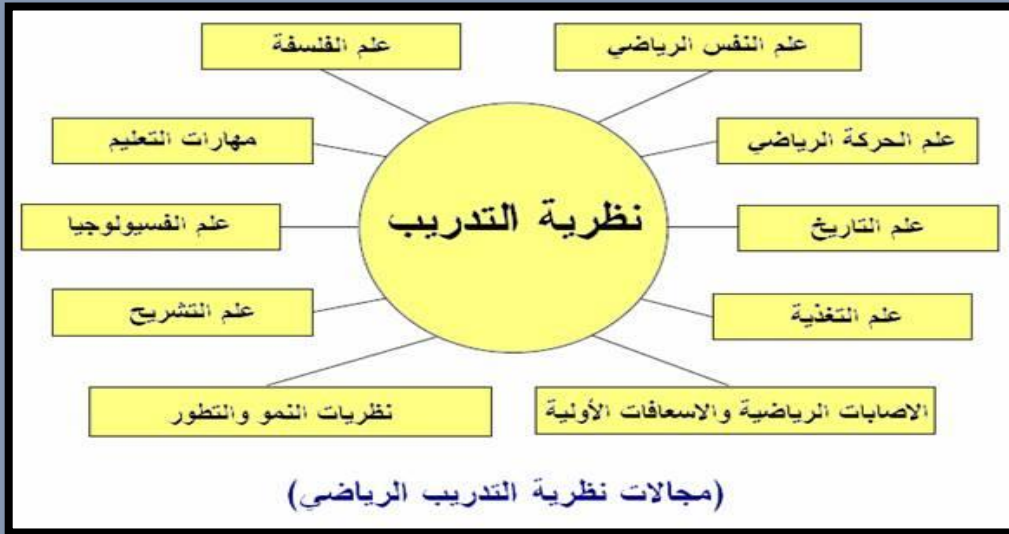 علم النفس الرياضي
علم الفلسفة
علم الحركة الرياضي
مهارات التعليم
نظرية التدريب
علم التاريخ
علم الفسيولوجيا
علم التغذية
علم التشريح
الاصابات الرياضية والاسعافات الأولية
نظريات النمو والتطور
(مجالات نظرية التدريب الرياضي)